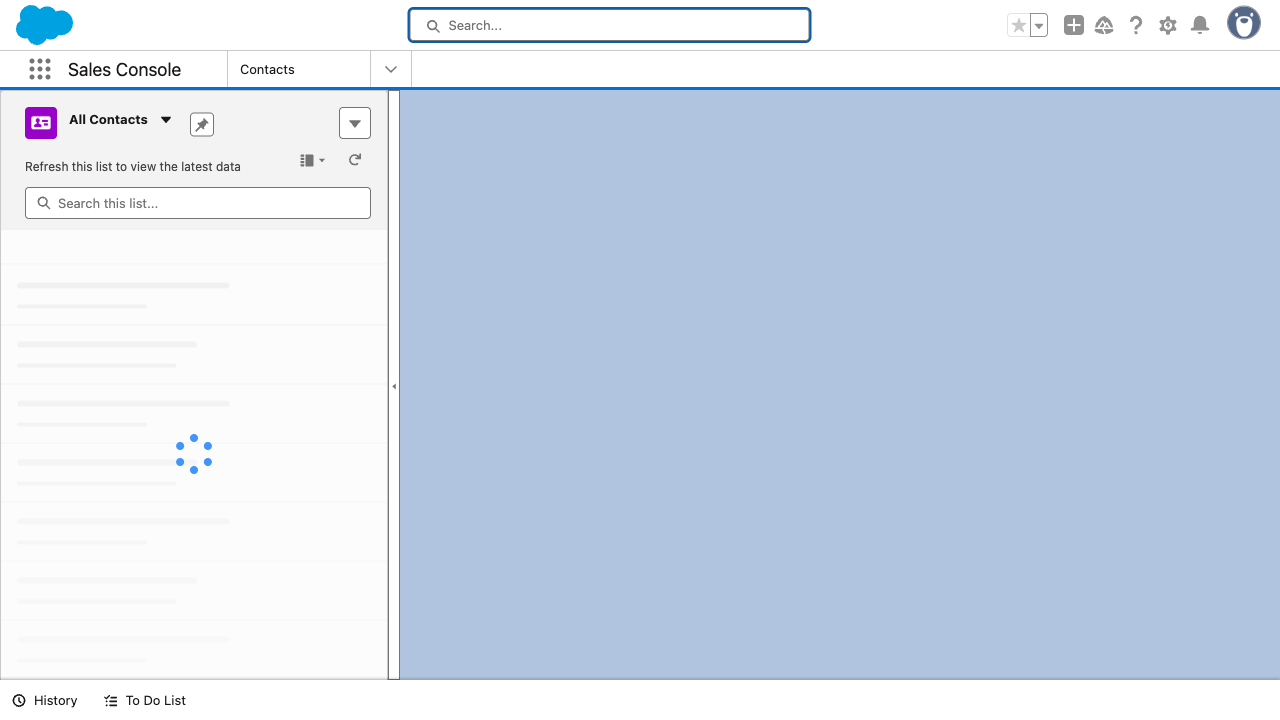 Search...
Sales Console
Contacts
All Contacts
Refresh this list to view the latest data
Search this list...
History
To Do List